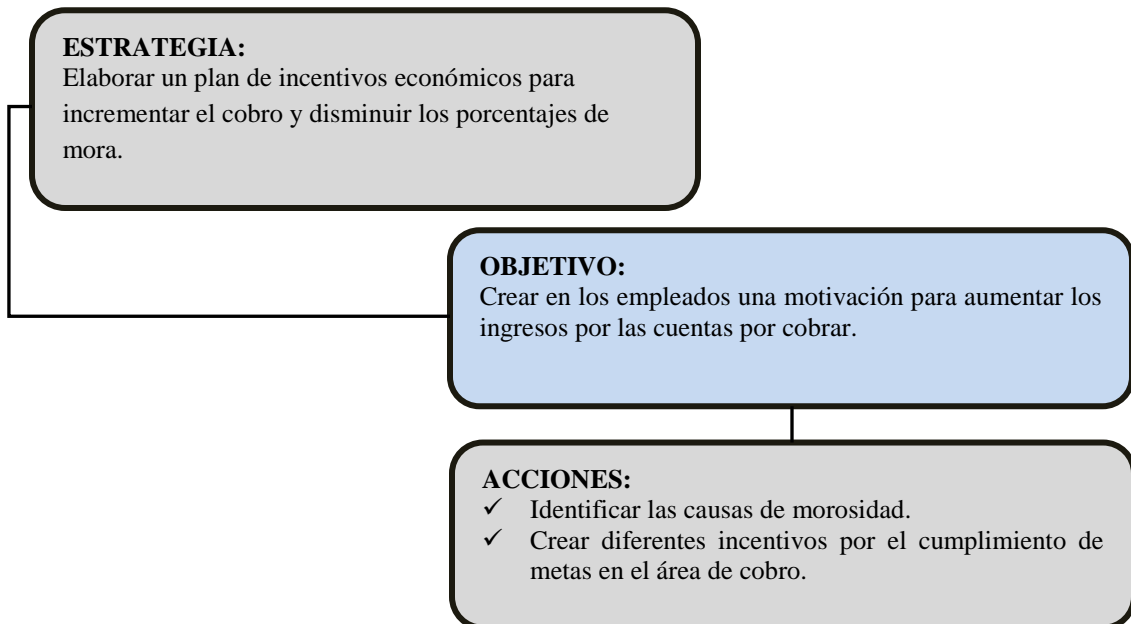 ESTRATEGIA:
Elaborar un plan de incentivos económicos para
incrementar el cobro y disminuir los porcentajes de
mora.
OBJETIVO:
Crear en los empleados una motivación para aumentar los
ingresos por las cuentas por cobrar.
ACCIONES:
✓ Identificar las causas de morosidad.
✓ Crear diferentes incentivos por el cumplimiento de
metas en el área de cobro.